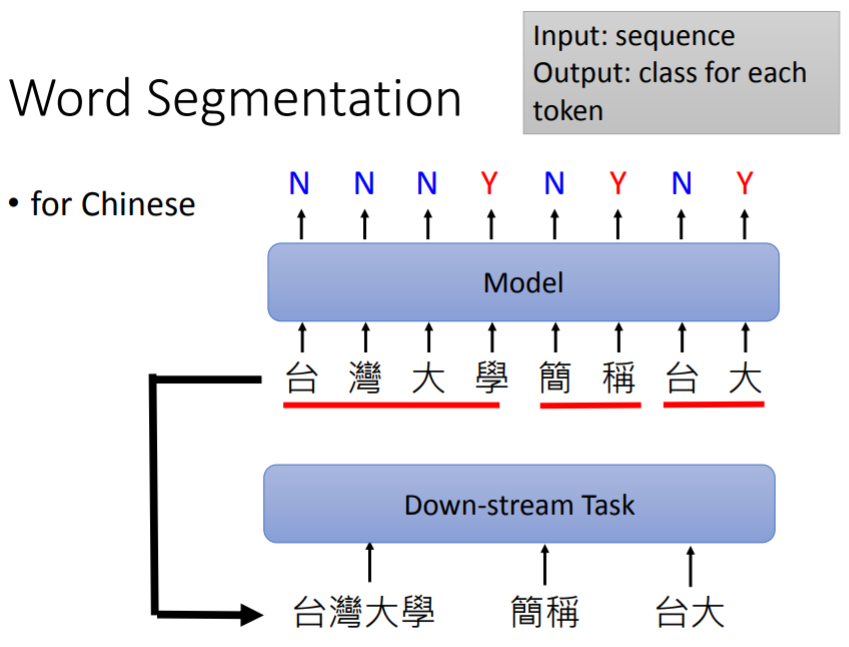 Input: sequence
Output: class for each
token
Word Segmentation
• for Chinese
N N N Y N Y N Y
Model
台 灣 大 學 簡 稱 台 大
Down-stream Task
台灣大學 簡稱 台大